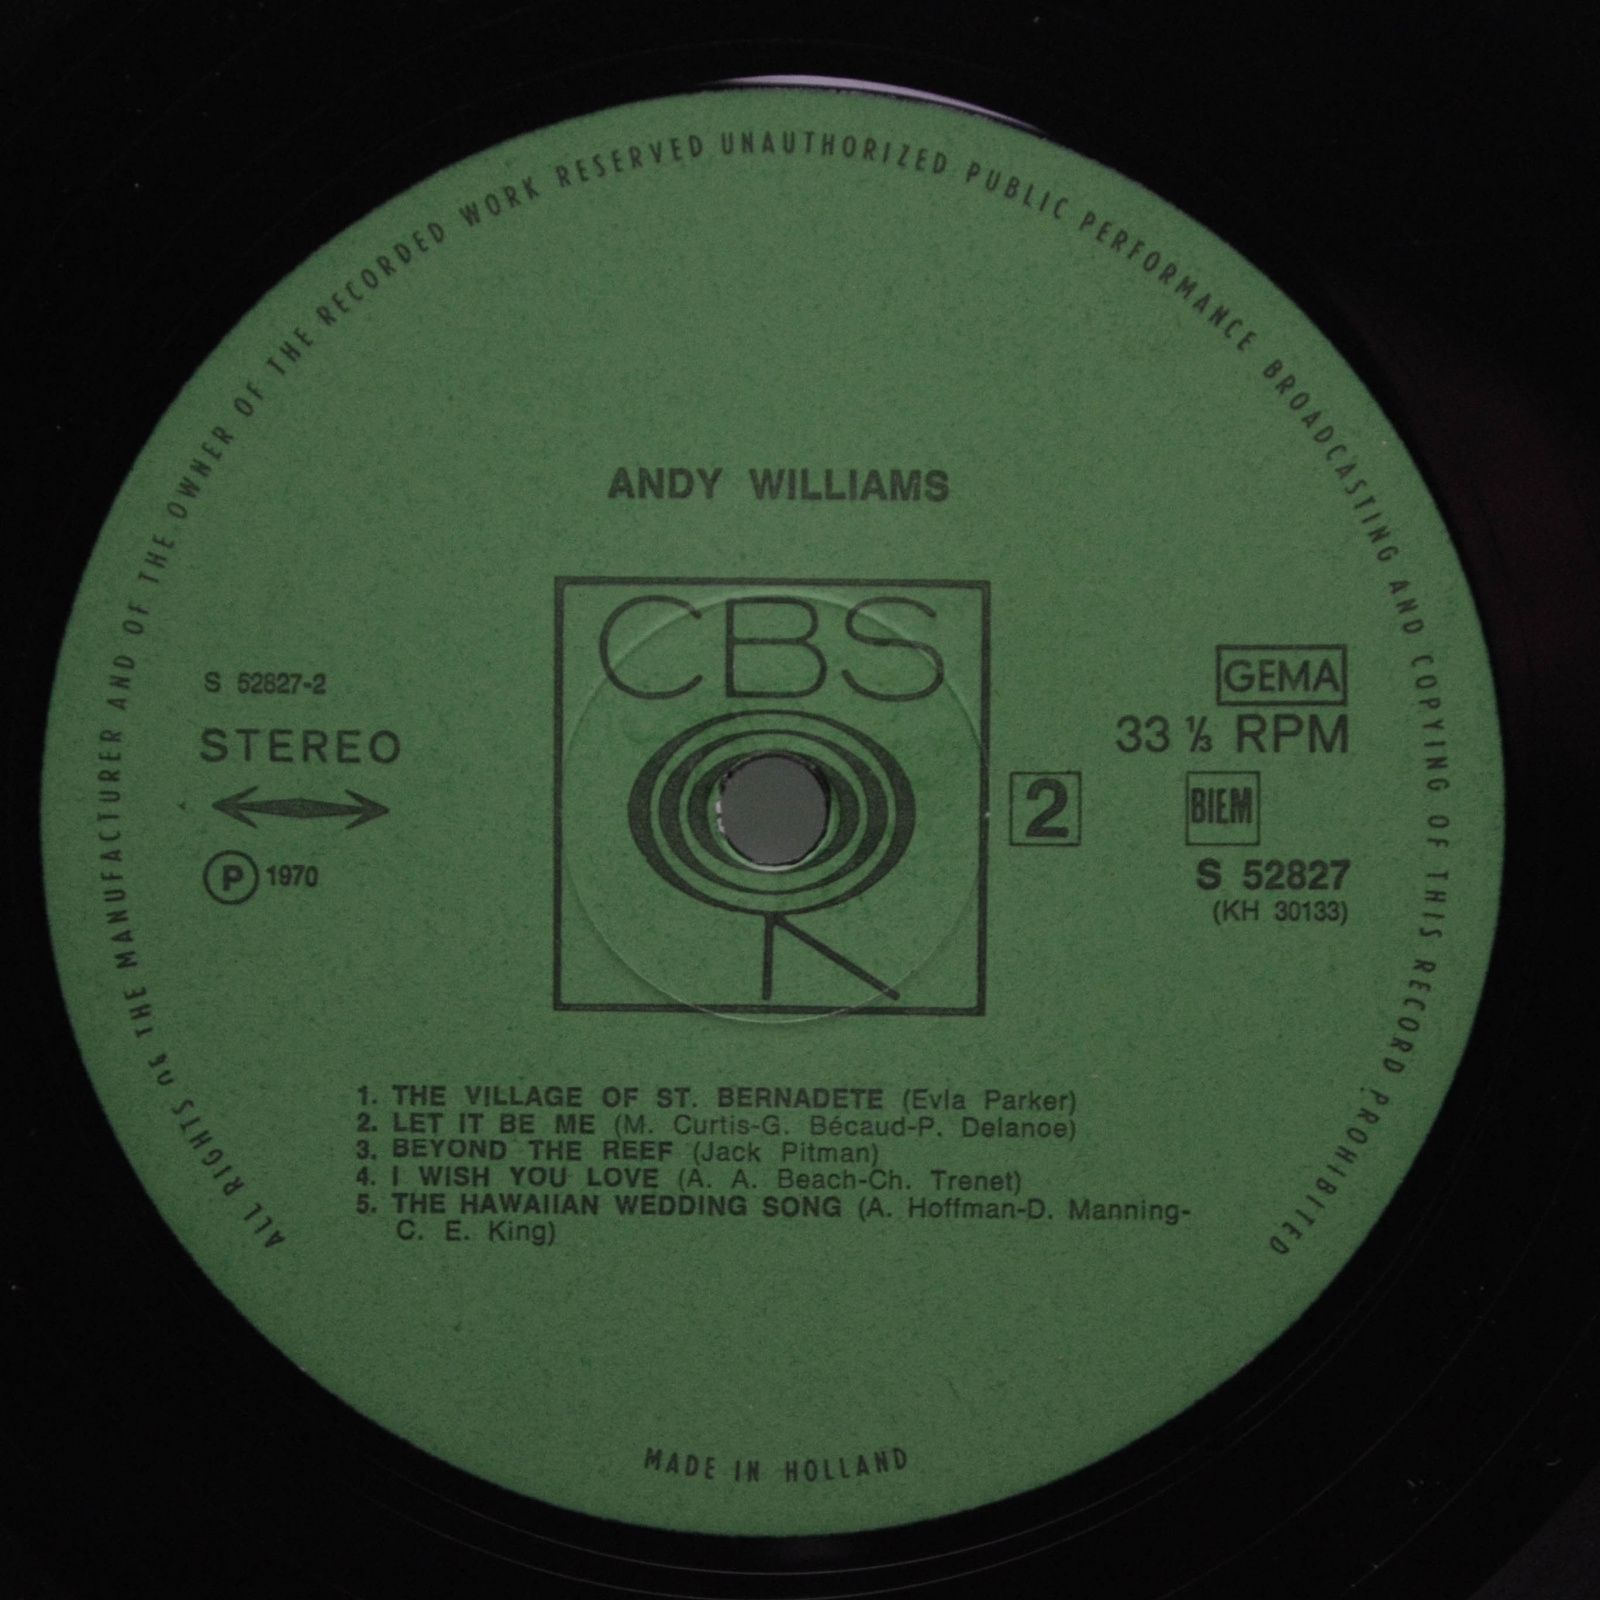 ALL RIGHTS OF THE MANUFACTURER AND OF THE OWNER OF THE RECORDED WORK RESERVED UNAUTHORIZED PUBLIC PERFORMANCE BROADCASTING AND COPYING OF THIS RECORD PROHIBITED
ANDY WILLIAMS
CBS
S 52827-2
STEREO
Ⓟ 1970
GEMA
33 ⅓ RPM
2
BIEM
S 52827
(KH 30133)
1. THE VILLAGE OF ST. BERNADETE (Evla Parker)
2. LET IT BE ME (M. Curtis-G. Bécaud-P. Delanoe)
3. BEYOND THE REEF (Jack Pitman)
4. I WISH YOU LOVE (A. A. Beach-Ch. Trenet)
5. THE HAWAIIAN WEDDING SONG (A. Hoffman-D. Manning-
C. E. King)
MADE IN HOLLAND